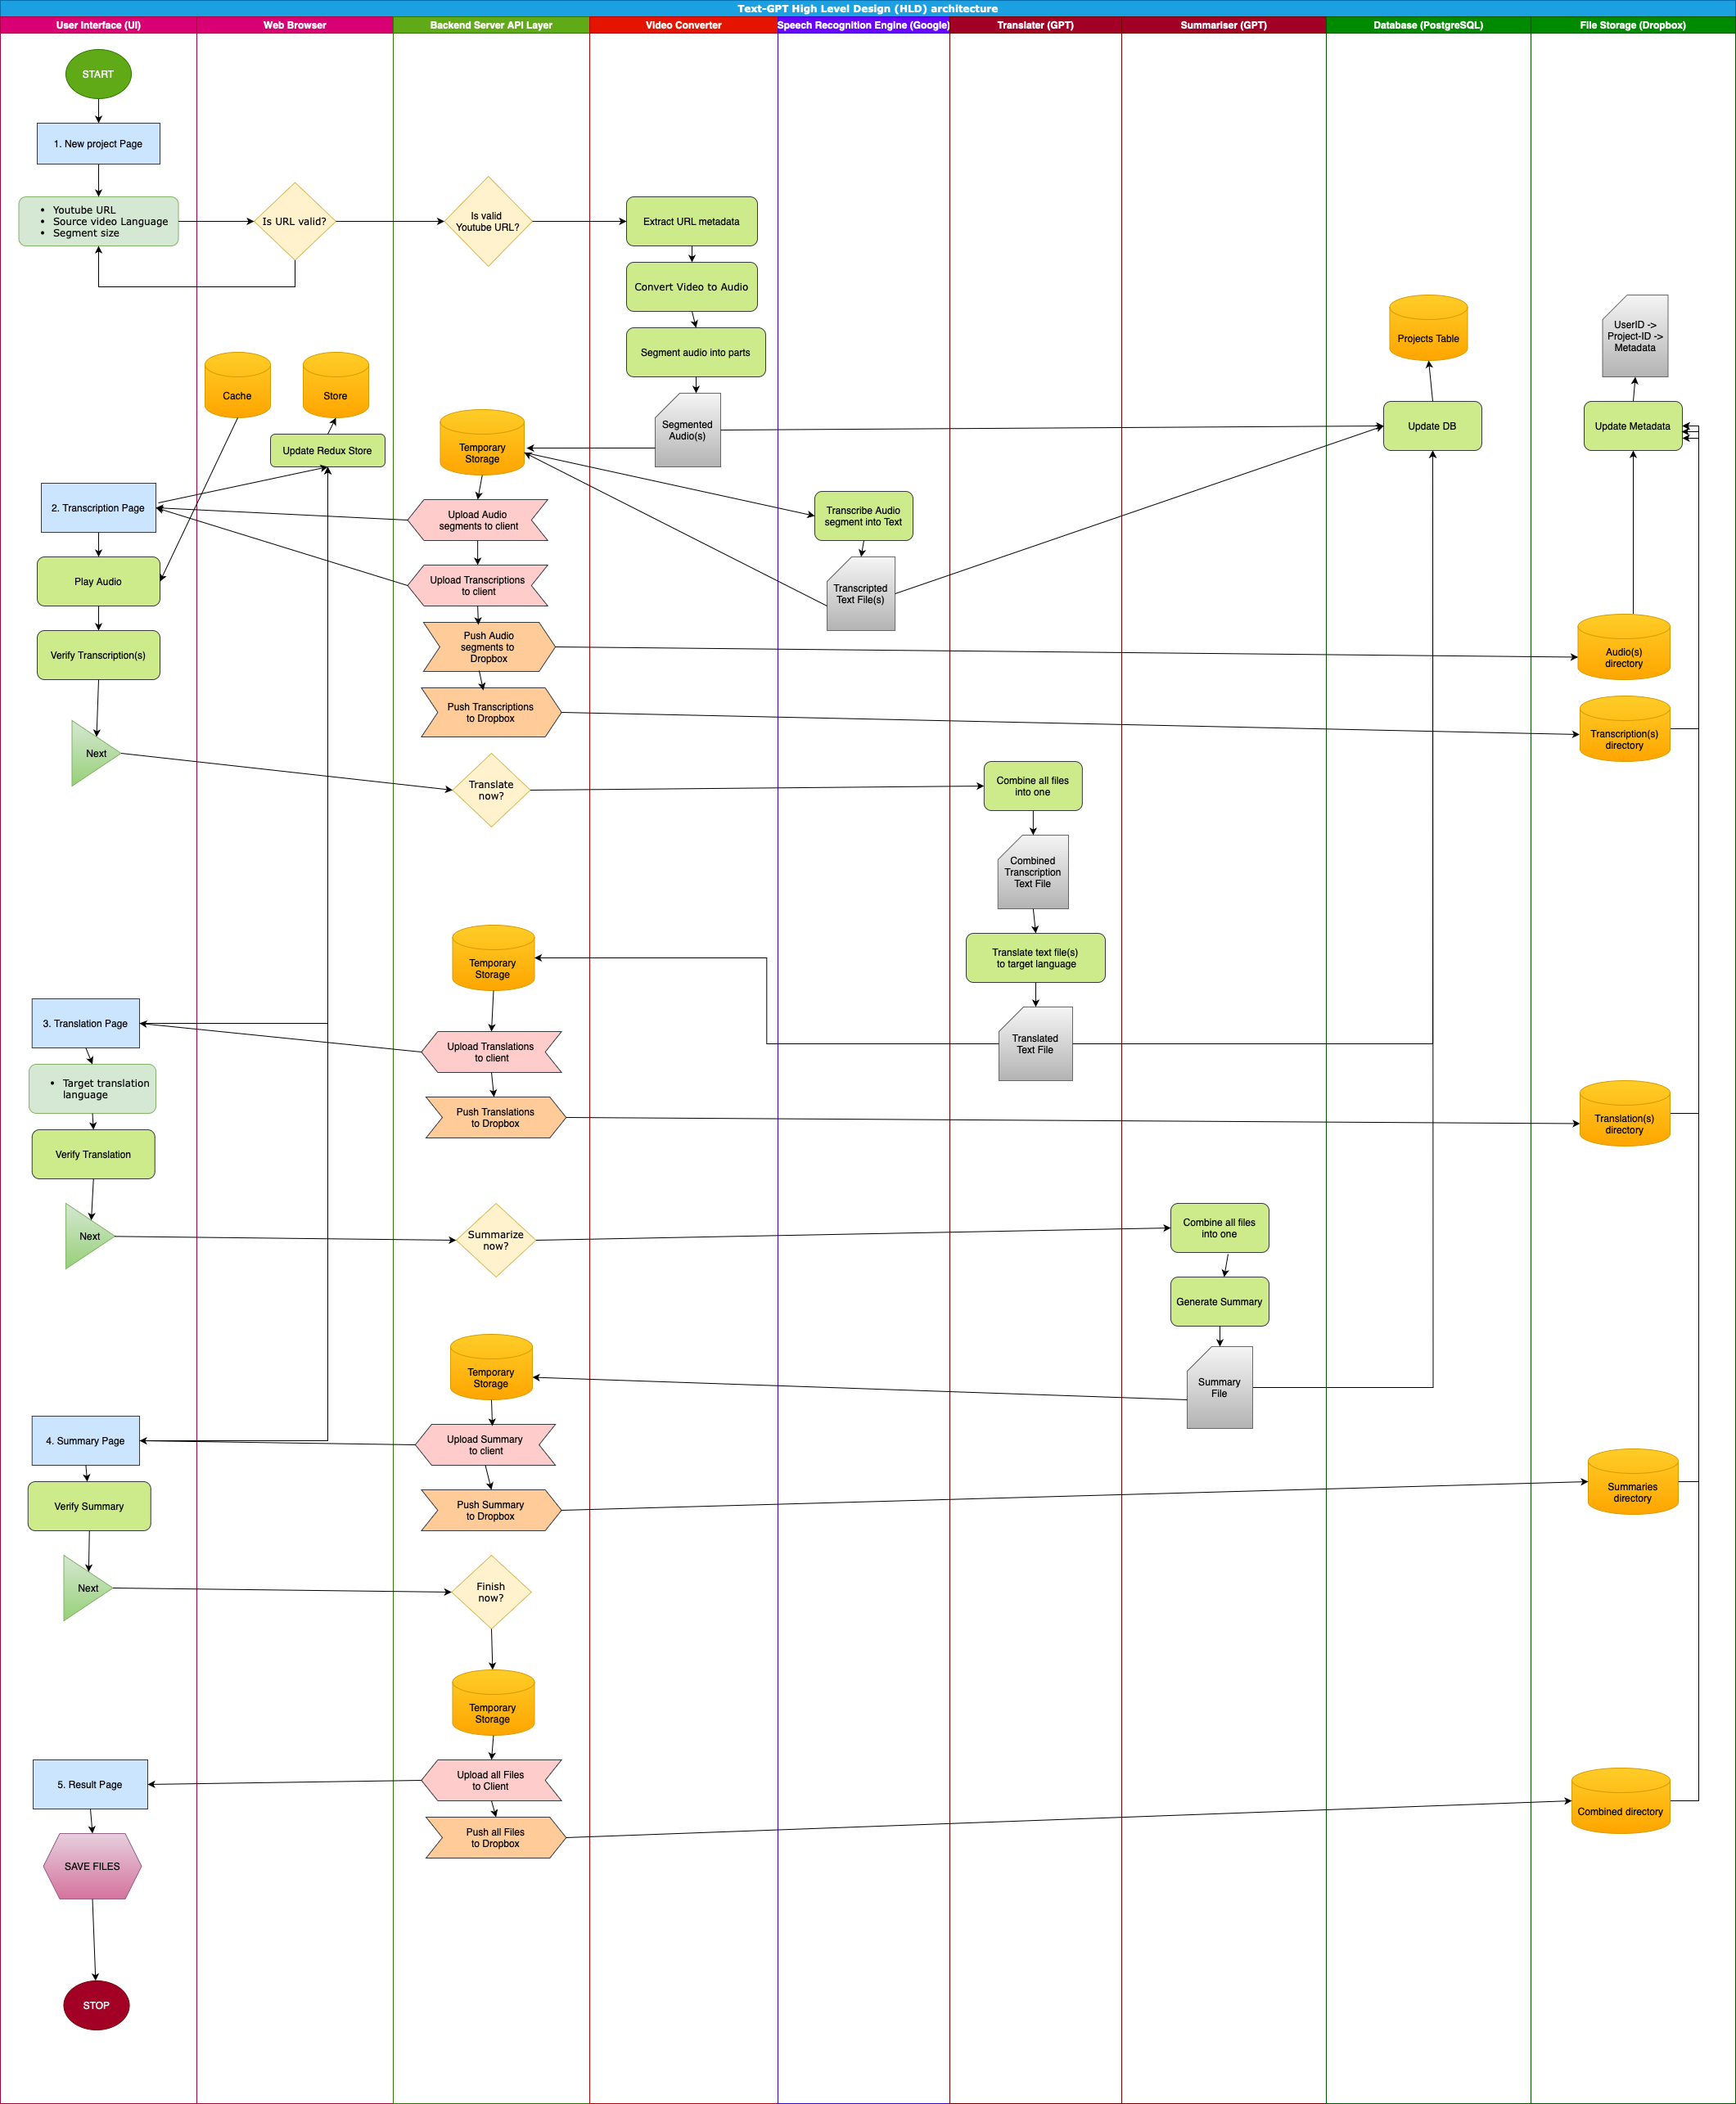 Text-GPT High Level Design (HLD) architecture
User Interface (UI)
Web Browser
Backend Server API Layer
Video Converter
Speech Recognition Engine (Google)
Translater (GPT)
Summariser (GPT)
Database (PostgreSQL)
File Storage (Dropbox)
START
1. New project Page
• Youtube URL
• Source video Language
• Segment size
Is URL valid?
Is valid
Youtube URL?
Extract URL metadata
Convert Video to Audio
Segment audio into parts
Segmented
Audio(s)
Projects Table
UserID ->
Project-ID ->
Metadata
Cache
Store
Update Redux Store
Temporary
Storage
Update DB
Update Metadata
2. Transcription Page
Upload Audio
segments to client
Transcribe Audio
segment into Text
Play Audio
Upload Transcriptions
to client
Transcripted
Text File(s)
Verify Transcription(s)
Push Audio
segments to
Dropbox
Audio(s)
directory
Push Transcriptions
to Dropbox
Transcription(s)
directory
Next
Translate
now?
Combine all files
into one
Combined
Transcription
Text File
Translate text file(s)
to target language
Temporary
Storage
3. Translation Page
Upload Translations
to client
Translated
Text File
• Target translation
language
Push Translations
to Dropbox
Translation(s)
directory
Verify Translation
Next
Summarize
now?
Combine all files
into one
Generate Summary
Temporary
Storage
Summary
File
4. Summary Page
Upload Summary
to client
Verify Summary
Push Summary
to Dropbox
Summaries
directory
Next
Finish
now?
Temporary
Storage
5. Result Page
Upload all Files
to Client
Push all Files
to Dropbox
Combined directory
SAVE FILES
STOP